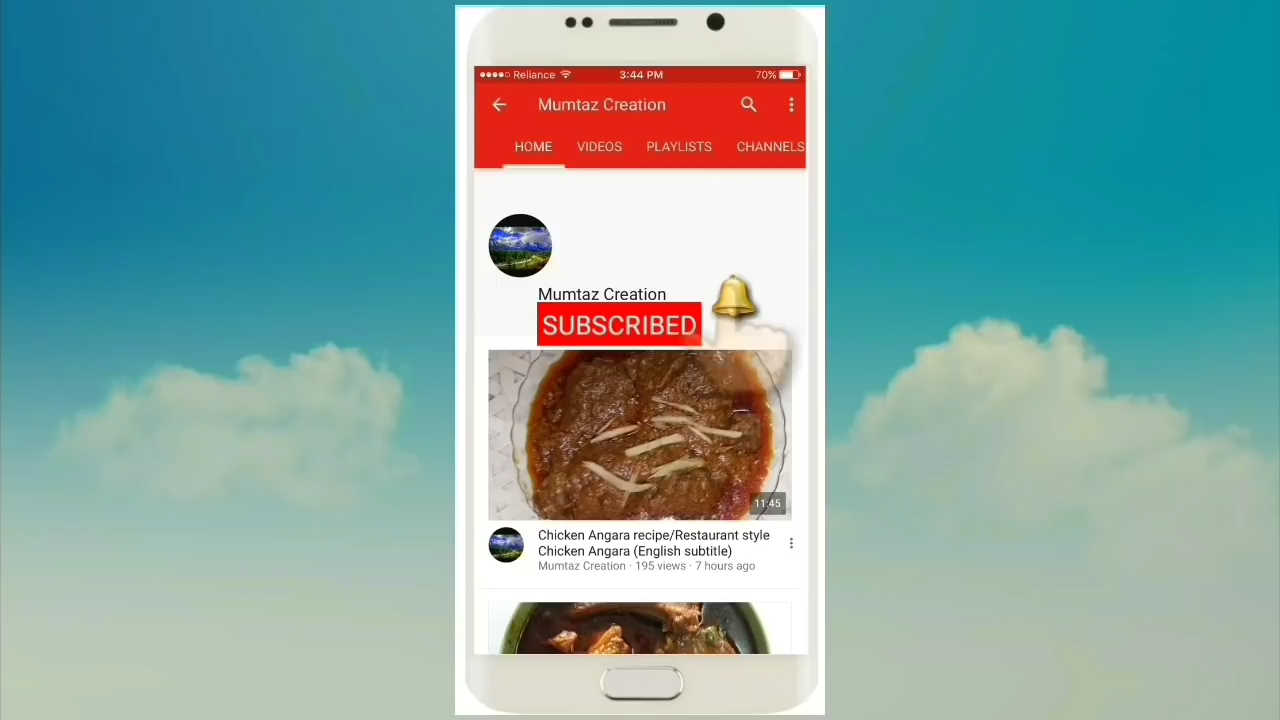 Reliance 3:44 PM 70%
Mumtaz Creation
HOME VIDEOS PLAYLISTS CHANNELS
Mumtaz Creation
SUBSCRIBED
11:45
Chicken Angara recipe/Restaurant style
Chicken Angara (English subtitle)
Mumtaz Creation · 195 views · 7 hours ago